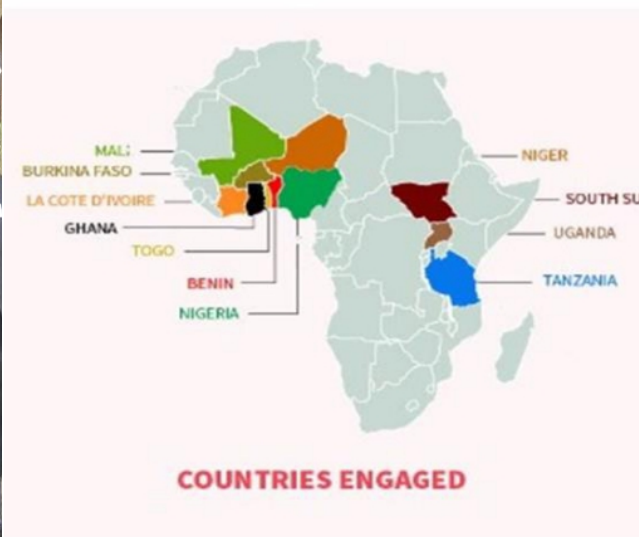 MALI
BURKINA FASO
LA COTE D'IVOIRE
GHANA
TOGO
BENIN
NIGERIA
NIGER
SOUTH SU
UGANDA
TANZANIA
COUNTRIES ENGAGED